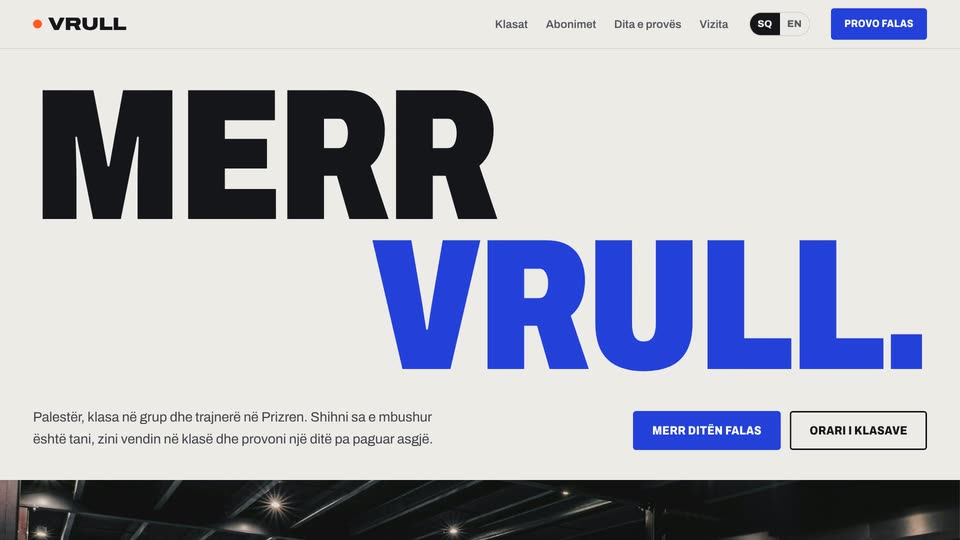 VRULL
Klasat
Abonimet
Dita e provës
Vizita
SQ
EN
PROVO FALAS
MERR
VRULL.
Palestër, klasa në grup dhe trajnerë në Prizren. Shihni sa e mbushur
është tani, zini vendin në klasë dhe provoni një ditë pa paguar asgjë.
MERR DITËN FALAS
ORARI I KLASAVE